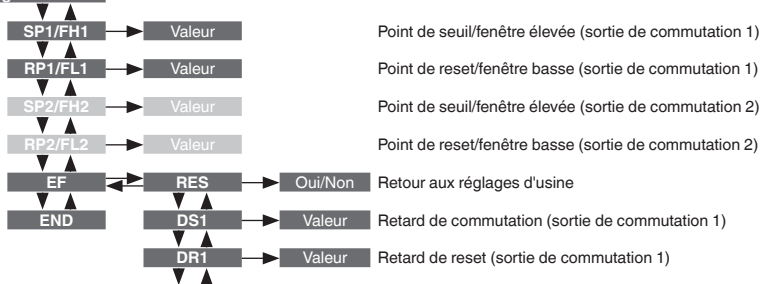 SP1/FH1 Valeur Point de seuil/fenêtre élevée (sortie de commutation 1)
RP1/FL1 Valeur Point de reset/fenêtre basse (sortie de commutation 1)
SP2/FH2 Valeur Point de seuil/fenêtre élevée (sortie de commutation 2)
RP2/FL2 Valeur Point de reset/fenêtre basse (sortie de commutation 2)
EF RES Oui/Non Retour aux réglages d'usine
END DS1 Valeur Retard de commutation (sortie de commutation 1)
DR1 Valeur Retard de reset (sortie de commutation 1)